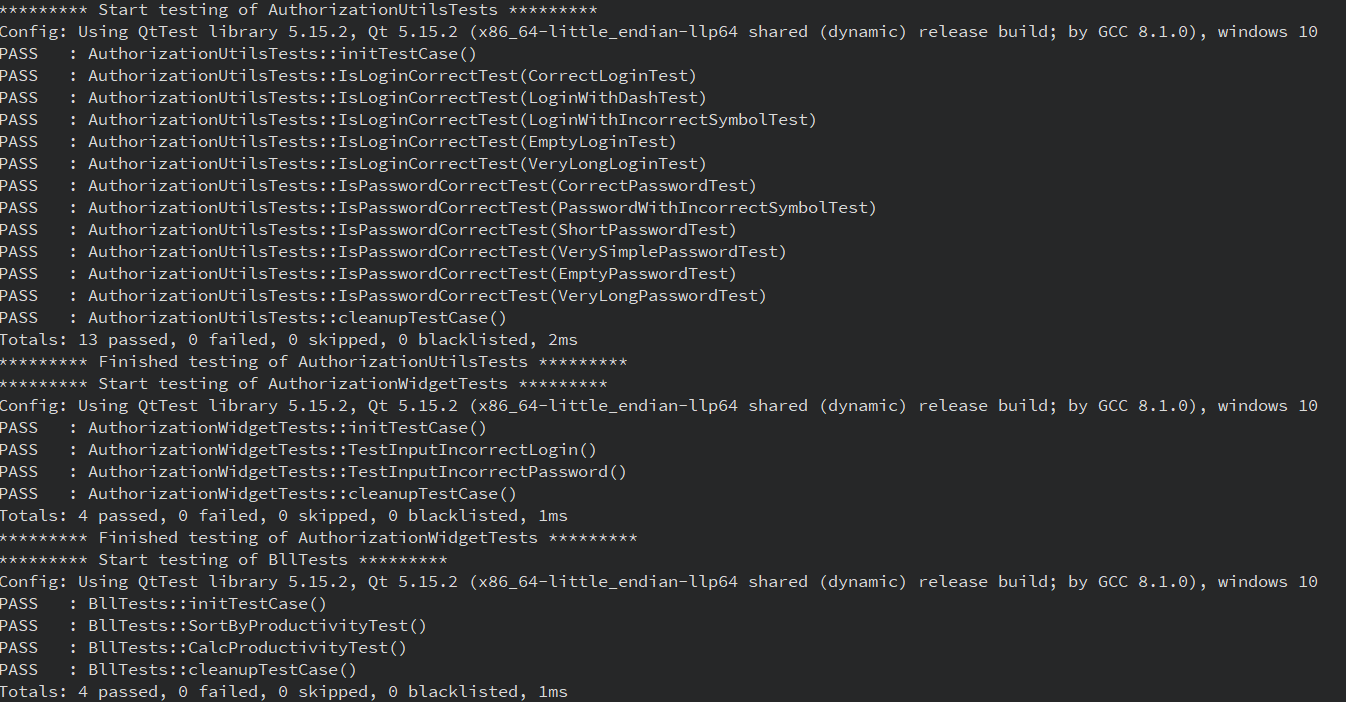 ********* Start testing of AuthorizationUtilsTests *********
Config: Using QtTest library 5.15.2, Qt 5.15.2 (x86_64-little_endian-llp64 shared (dynamic) release build; by GCC 8.1.0), windows 10
PASS   : AuthorizationUtilsTests::initTestCase()
PASS   : AuthorizationUtilsTests::IsLoginCorrectTest(CorrectLoginTest)
PASS   : AuthorizationUtilsTests::IsLoginCorrectTest(LoginWithDashTest)
PASS   : AuthorizationUtilsTests::IsLoginCorrectTest(LoginWithIncorrectSymbolTest)
PASS   : AuthorizationUtilsTests::IsLoginCorrectTest(EmptyLoginTest)
PASS   : AuthorizationUtilsTests::IsLoginCorrectTest(VeryLongLoginTest)
PASS   : AuthorizationUtilsTests::IsPasswordCorrectTest(CorrectPasswordTest)
PASS   : AuthorizationUtilsTests::IsPasswordCorrectTest(PasswordWithIncorrectSymbolTest)
PASS   : AuthorizationUtilsTests::IsPasswordCorrectTest(ShortPasswordTest)
PASS   : AuthorizationUtilsTests::IsPasswordCorrectTest(VerySimplePasswordTest)
PASS   : AuthorizationUtilsTests::IsPasswordCorrectTest(EmptyPasswordTest)
PASS   : AuthorizationUtilsTests::IsPasswordCorrectTest(VeryLongPasswordTest)
PASS   : AuthorizationUtilsTests::cleanupTestCase()
Totals: 13 passed, 0 failed, 0 skipped, 0 blacklisted, 2ms
********* Finished testing of AuthorizationUtilsTests *********
********* Start testing of AuthorizationWidgetTests *********
Config: Using QtTest library 5.15.2, Qt 5.15.2 (x86_64-little_endian-llp64 shared (dynamic) release build; by GCC 8.1.0), windows 10
PASS   : AuthorizationWidgetTests::initTestCase()
PASS   : AuthorizationWidgetTests::TestInputIncorrectLogin()
PASS   : AuthorizationWidgetTests::TestInputIncorrectPassword()
PASS   : AuthorizationWidgetTests::cleanupTestCase()
Totals: 4 passed, 0 failed, 0 skipped, 0 blacklisted, 1ms
********* Finished testing of AuthorizationWidgetTests *********
********* Start testing of BllTests *********
Config: Using QtTest library 5.15.2, Qt 5.15.2 (x86_64-little_endian-llp64 shared (dynamic) release build; by GCC 8.1.0), windows 10
PASS   : BllTests::initTestCase()
PASS   : BllTests::SortByProductivityTest()
PASS   : BllTests::CalcProductivityTest()
PASS   : BllTests::cleanupTestCase()
Totals: 4 passed, 0 failed, 0 skipped, 0 blacklisted, 1ms